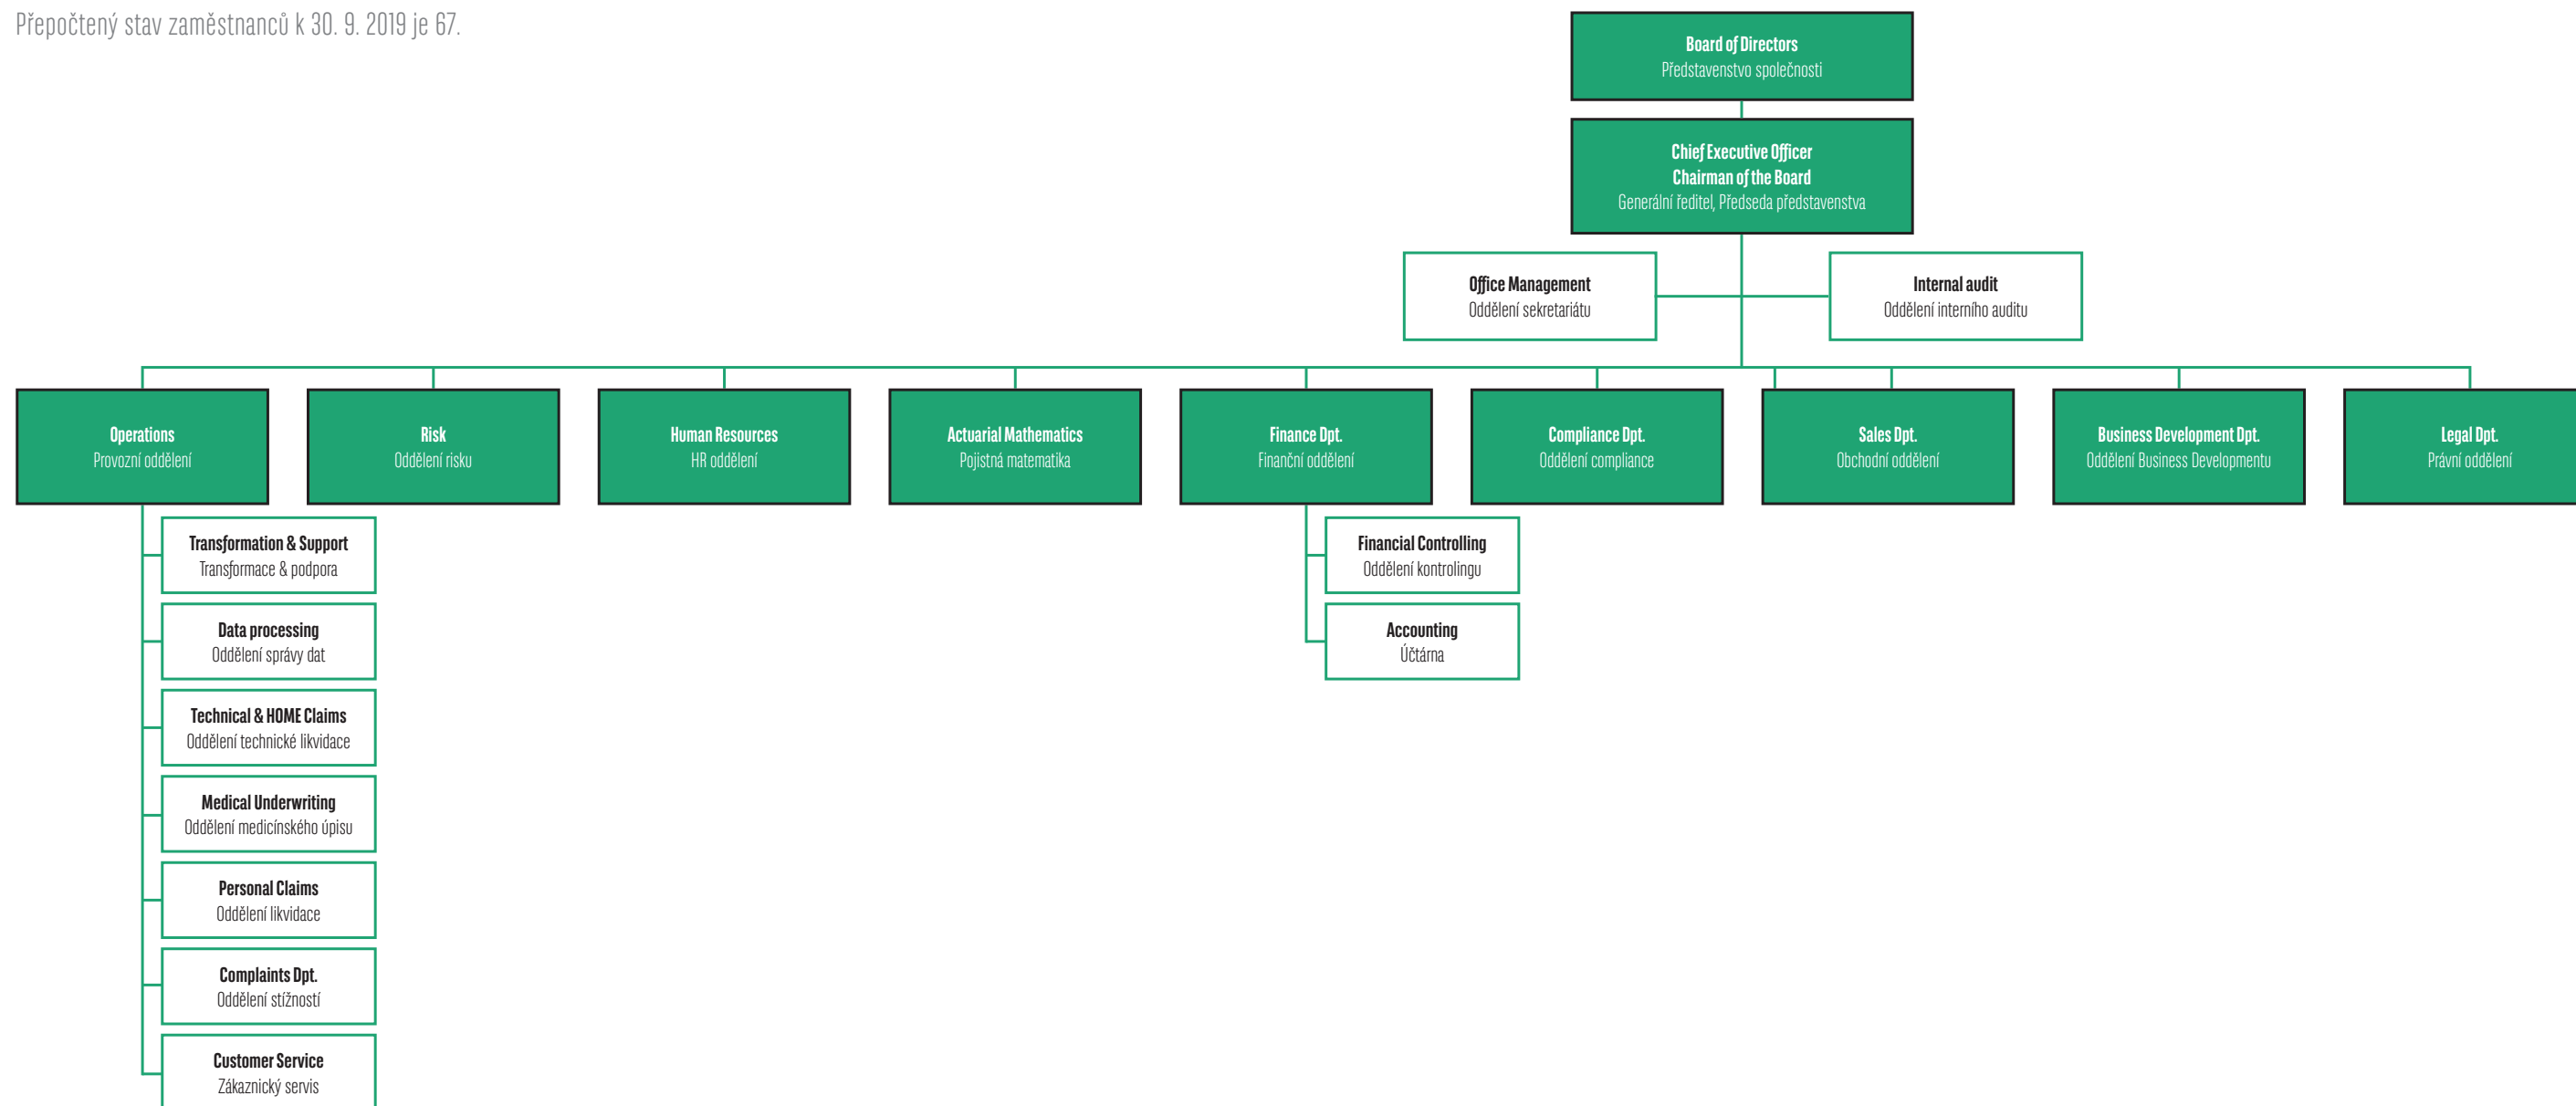 Přepočtený stav zaměstnanců k 30. 9. 2019 je 67.
Board of Directors
Představenstvo společnosti
Chief Executive Officer
Chairman of the Board
Generální ředitel, Předseda představenstva
Office Management
Oddělení sekretariátu
Internal audit
Oddělení interního auditu
Operations
Provozní oddělení
Risk
Oddělení risku
Human Resources
HR oddělení
Actuarial Mathematics
Pojistná matematika
Finance Dpt.
Finanční oddělení
Compliance Dpt.
Oddělení compliance
Sales Dpt.
Obchodní oddělení
Business Development Dpt.
Oddělení Business Developmentu
Legal Dpt.
Právní oddělení
Transformation & Support
Transformace & podpora
Data processing
Oddělení správy dat
Technical & HOME Claims
Oddělení technické likvidace
Medical Underwriting
Oddělení medicínského úpisu
Personal Claims
Oddělení likvidace
Complaints Dpt.
Oddělení stížností
Customer Service
Zákaznický servis
Financial Controlling
Oddělení kontrolingu
Accounting
Účtárna